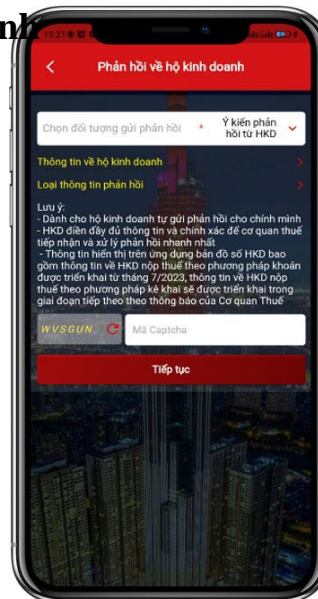 nh
15:21
Phản hồi về hộ kinh doanh
Chọn đối tượng gửi phản hồi * Ý kiến phản
hồi từ HKD
Thông tin về hộ kinh doanh
Loại thông tin phản hồi
Lưu ý:
- Dành cho hộ kinh doanh tự gửi phản hồi cho chính mình
- HKD điền đầy đủ thông tin và chính xác để cơ quan thuế
tiếp nhận và xử lý phản hồi nhanh nhất
- Thông tin hiển thị trên ứng dụng bản đồ số HKD bao
gồm thông tin về HKD nộp thuế theo phương pháp khoán
được triển khai từ tháng 7/2023, thông tin về HKD nộp
thuế theo phương pháp kê khai sẽ được triển khai trong
giai đoạn tiếp theo theo thông báo của Cơ quan Thuế
WVSGUN Mã Captcha
Tiếp tục